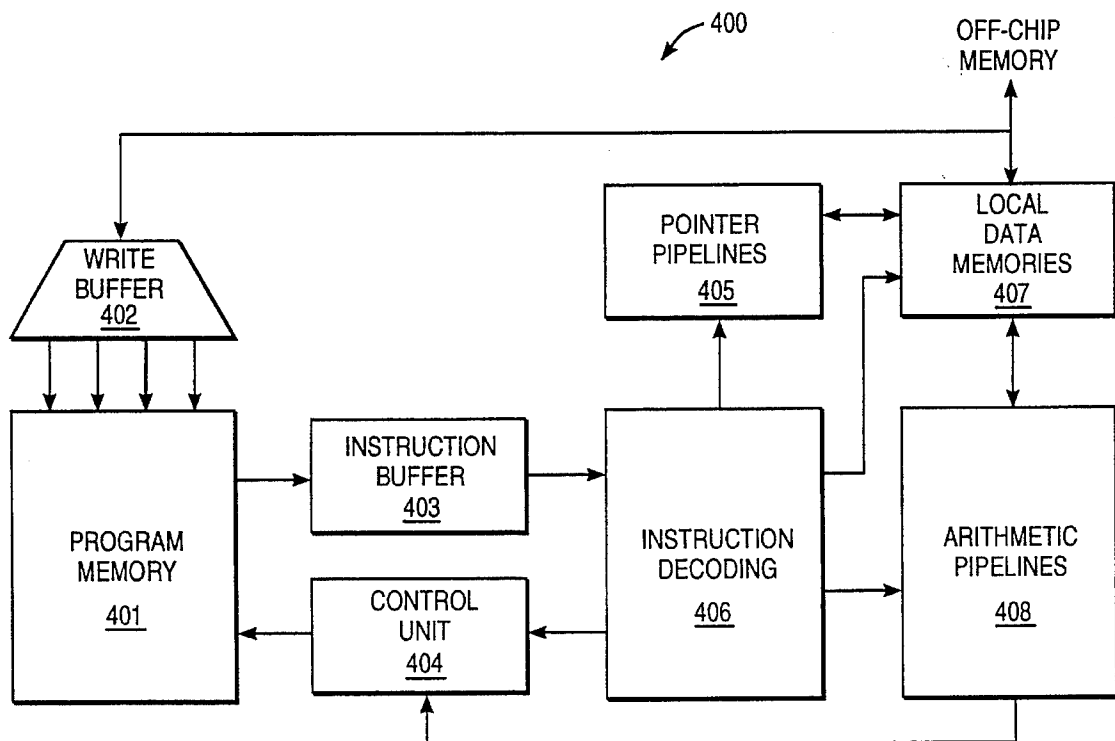 400
OFF-CHIP
MEMORY
WRITE
BUFFER
402
POINTER
PIPELINES
405
LOCAL
DATA
MEMORIES
407
PROGRAM
MEMORY
401
INSTRUCTION
BUFFER
403
CONTROL
UNIT
404
INSTRUCTION
DECODING
406
ARITHMETIC
PIPELINES
408